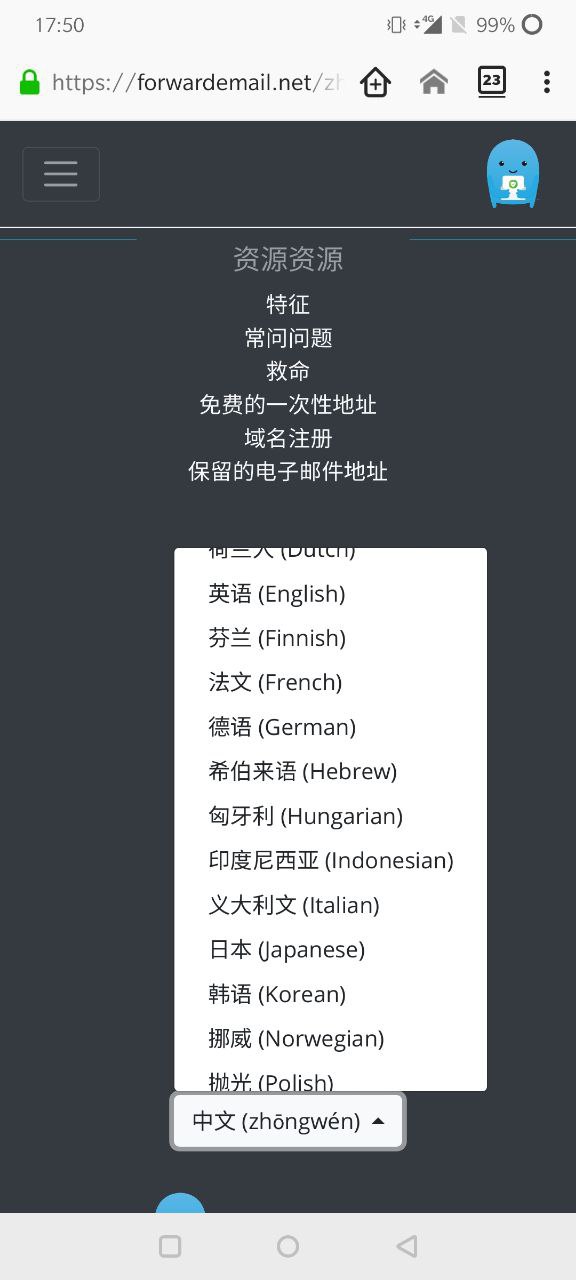 17:50
4G 99%
https://forwardemail.net/zh
23
资源资源
特征
常问问题
救命
免费的一次性地址
域名注册
保留的电子邮件地址
荷兰人 (Dutch)
英语 (English)
芬兰 (Finnish)
法文 (French)
德语 (German)
希伯来语 (Hebrew)
匈牙利 (Hungarian)
印度尼西亚 (Indonesian)
义大利文 (Italian)
日本 (Japanese)
韩语 (Korean)
挪威 (Norwegian)
抛光 (Polish)
中文 (zhōngwén)